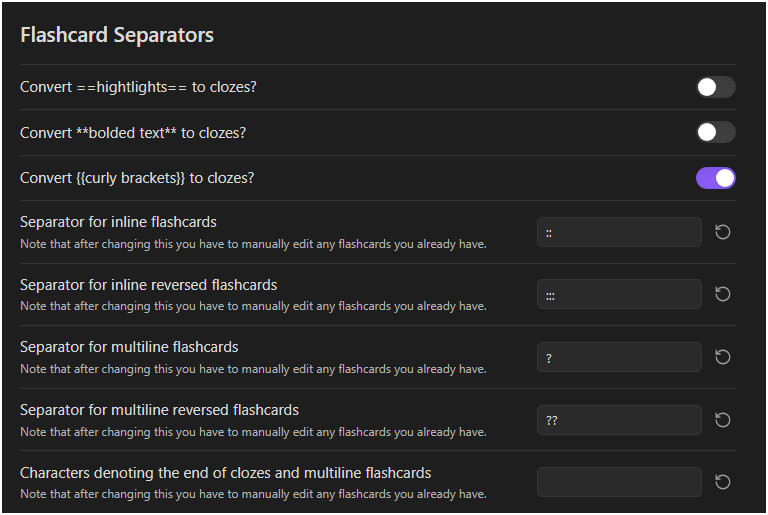 Flashcard Separators
Convert ==hightlights== to clozes?
Convert **bolded text** to clozes?
Convert {{curly brackets}} to clozes?
Separator for inline flashcards
Note that after changing this you have to manually edit any flashcards you already have.
::
Separator for inline reversed flashcards
Note that after changing this you have to manually edit any flashcards you already have.
:::
Separator for multiline flashcards
Note that after changing this you have to manually edit any flashcards you already have.
?
Separator for multiline reversed flashcards
Note that after changing this you have to manually edit any flashcards you already have.
??
Characters denoting the end of clozes and multiline flashcards
Note that after changing this you have to manually edit any flashcards you already have.